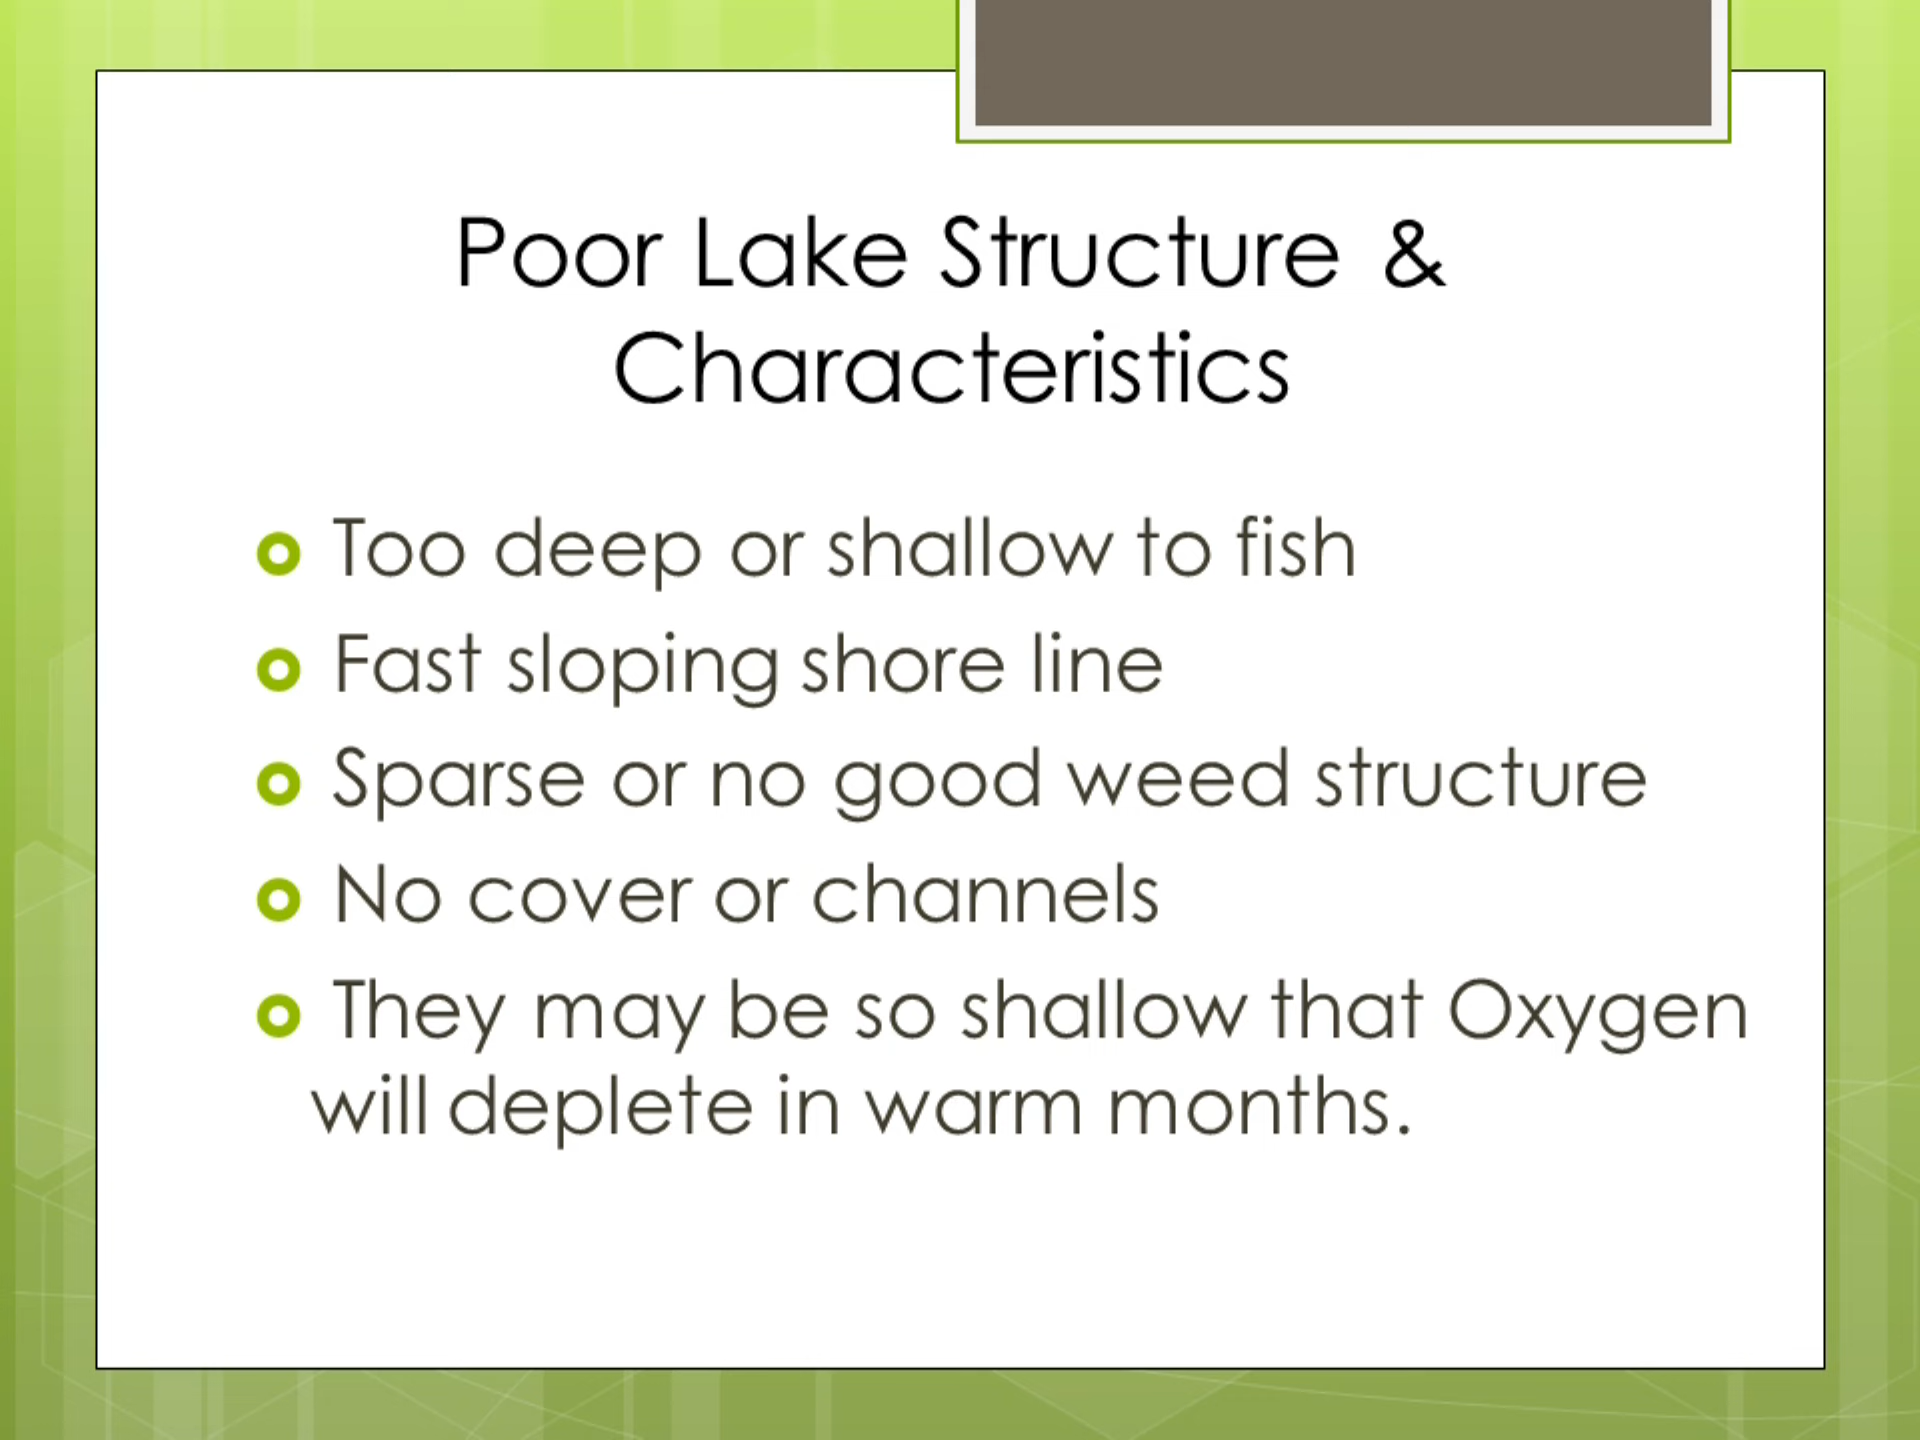 Poor Lake Structure &
Characteristics
Too deep or shallow to fish
Fast sloping shore line
Sparse or no good weed structure
No cover or channels
They may be so shallow that Oxygen
will deplete in warm months.